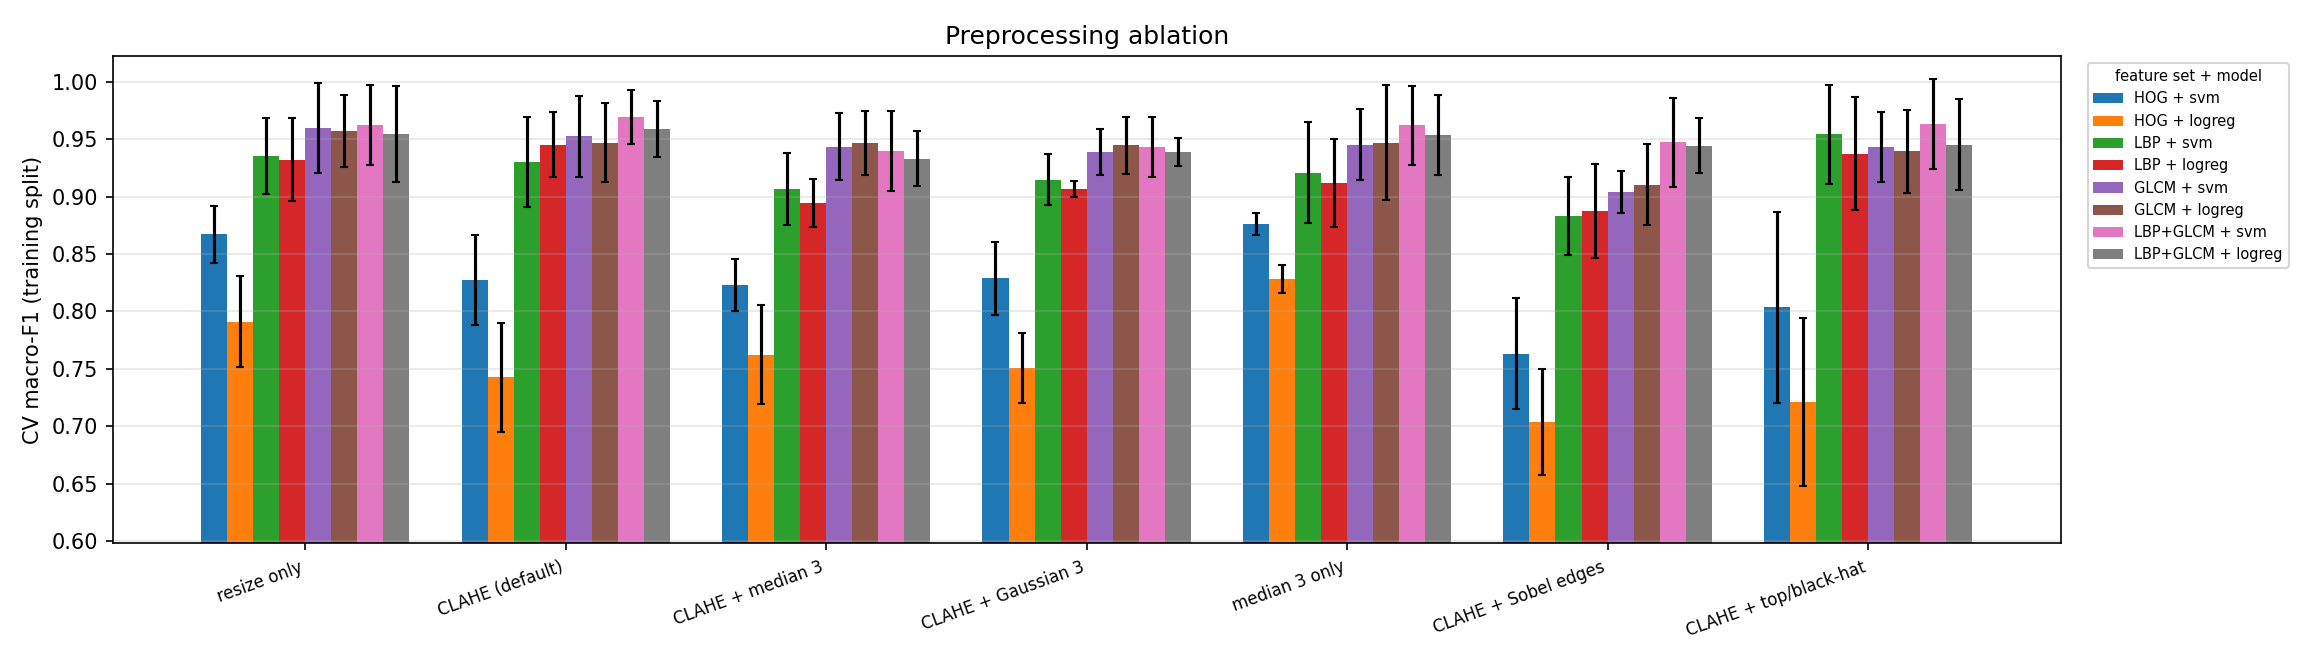 Preprocessing ablation
CV macro-F1 (training split)
1.00
0.95
0.90
0.85
0.80
0.75
0.70
0.65
0.60
resize only
CLAHE (default)
CLAHE + median 3
CLAHE + Gaussian 3
median 3 only
CLAHE + Sobel edges
CLAHE + top/black-hat
feature set + model
HOG + svm
HOG + logreg
LBP + svm
LBP + logreg
GLCM + svm
GLCM + logreg
LBP+GLCM + svm
LBP+GLCM + logreg